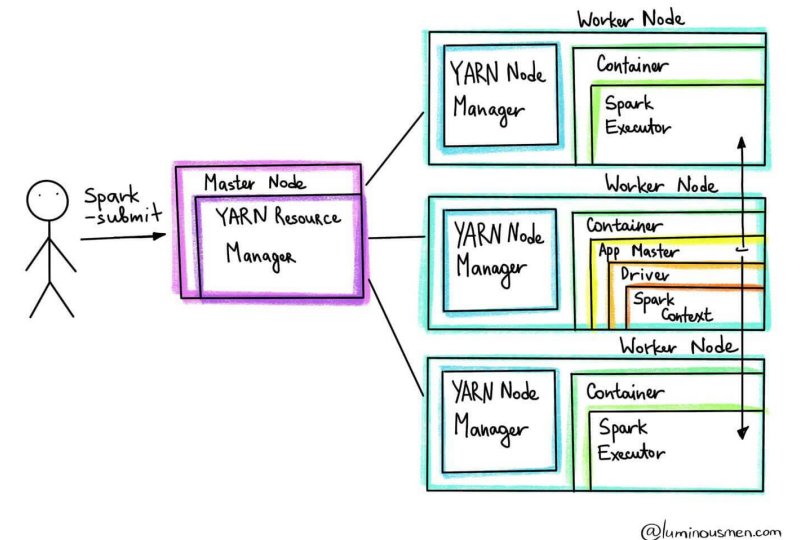 Spark
-submit
Master Node
YARN Resource
Manager
Worker Node
YARN Node
Manager
Container
Spark
Executor
Worker Node
YARN Node
Manager
Container
App Master
Driver
Spark
Context
Worker Node
YARN Node
Manager
Container
Spark
Executor
@luminousmen.com